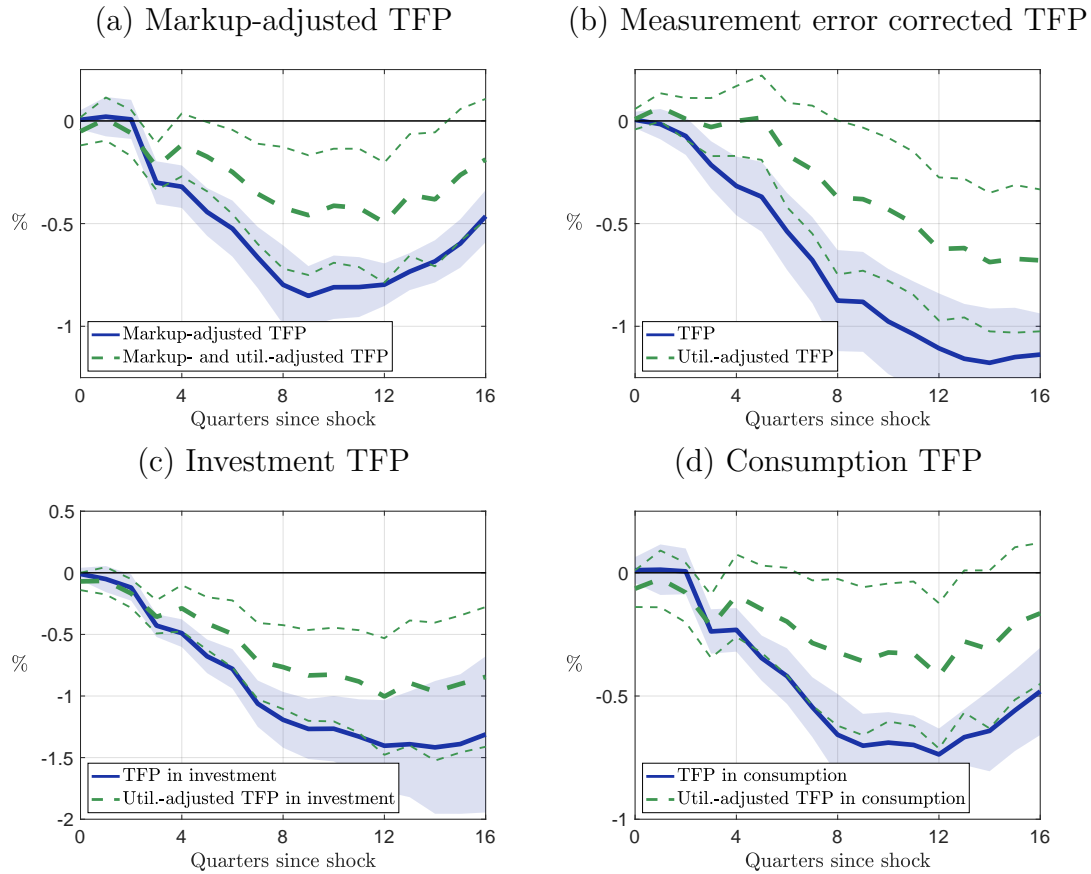 (a) Markup-adjusted TFP
0
-0.5
-1
%
Markup-adjusted TFP
Markup- and util.-adjusted TFP
0 4 8 12 16
Quarters since shock
(b) Measurement error corrected TFP
0
-0.5
-1
%
TFP
Util.-adjusted TFP
0 4 8 12 16
Quarters since shock
(c) Investment TFP
0.5
0
-0.5
-1
-1.5
-2
%
TFP in investment
Util.-adjusted TFP in investment
0 4 8 12 16
Quarters since shock
(d) Consumption TFP
0
-0.5
-1
%
TFP in consumption
Util.-adjusted TFP in consumption
0 4 8 12 16
Quarters since shock